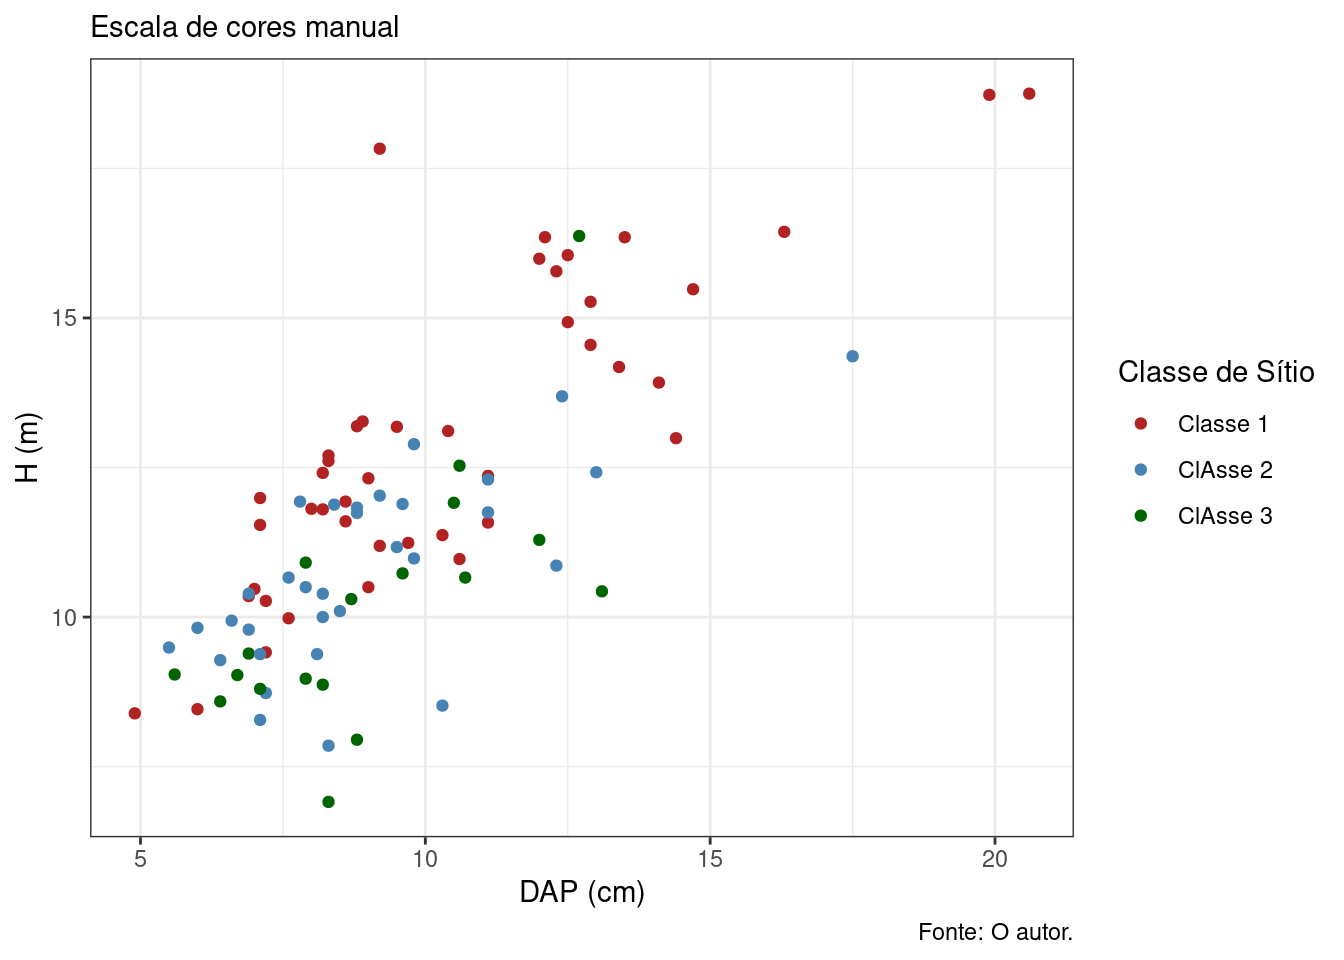 Escala de cores manual
H (m)
15
10
5 10 15 20
DAP (cm)
Classe de Sítio
Classe 1
ClAsse 2
ClAsse 3
Fonte: O autor.